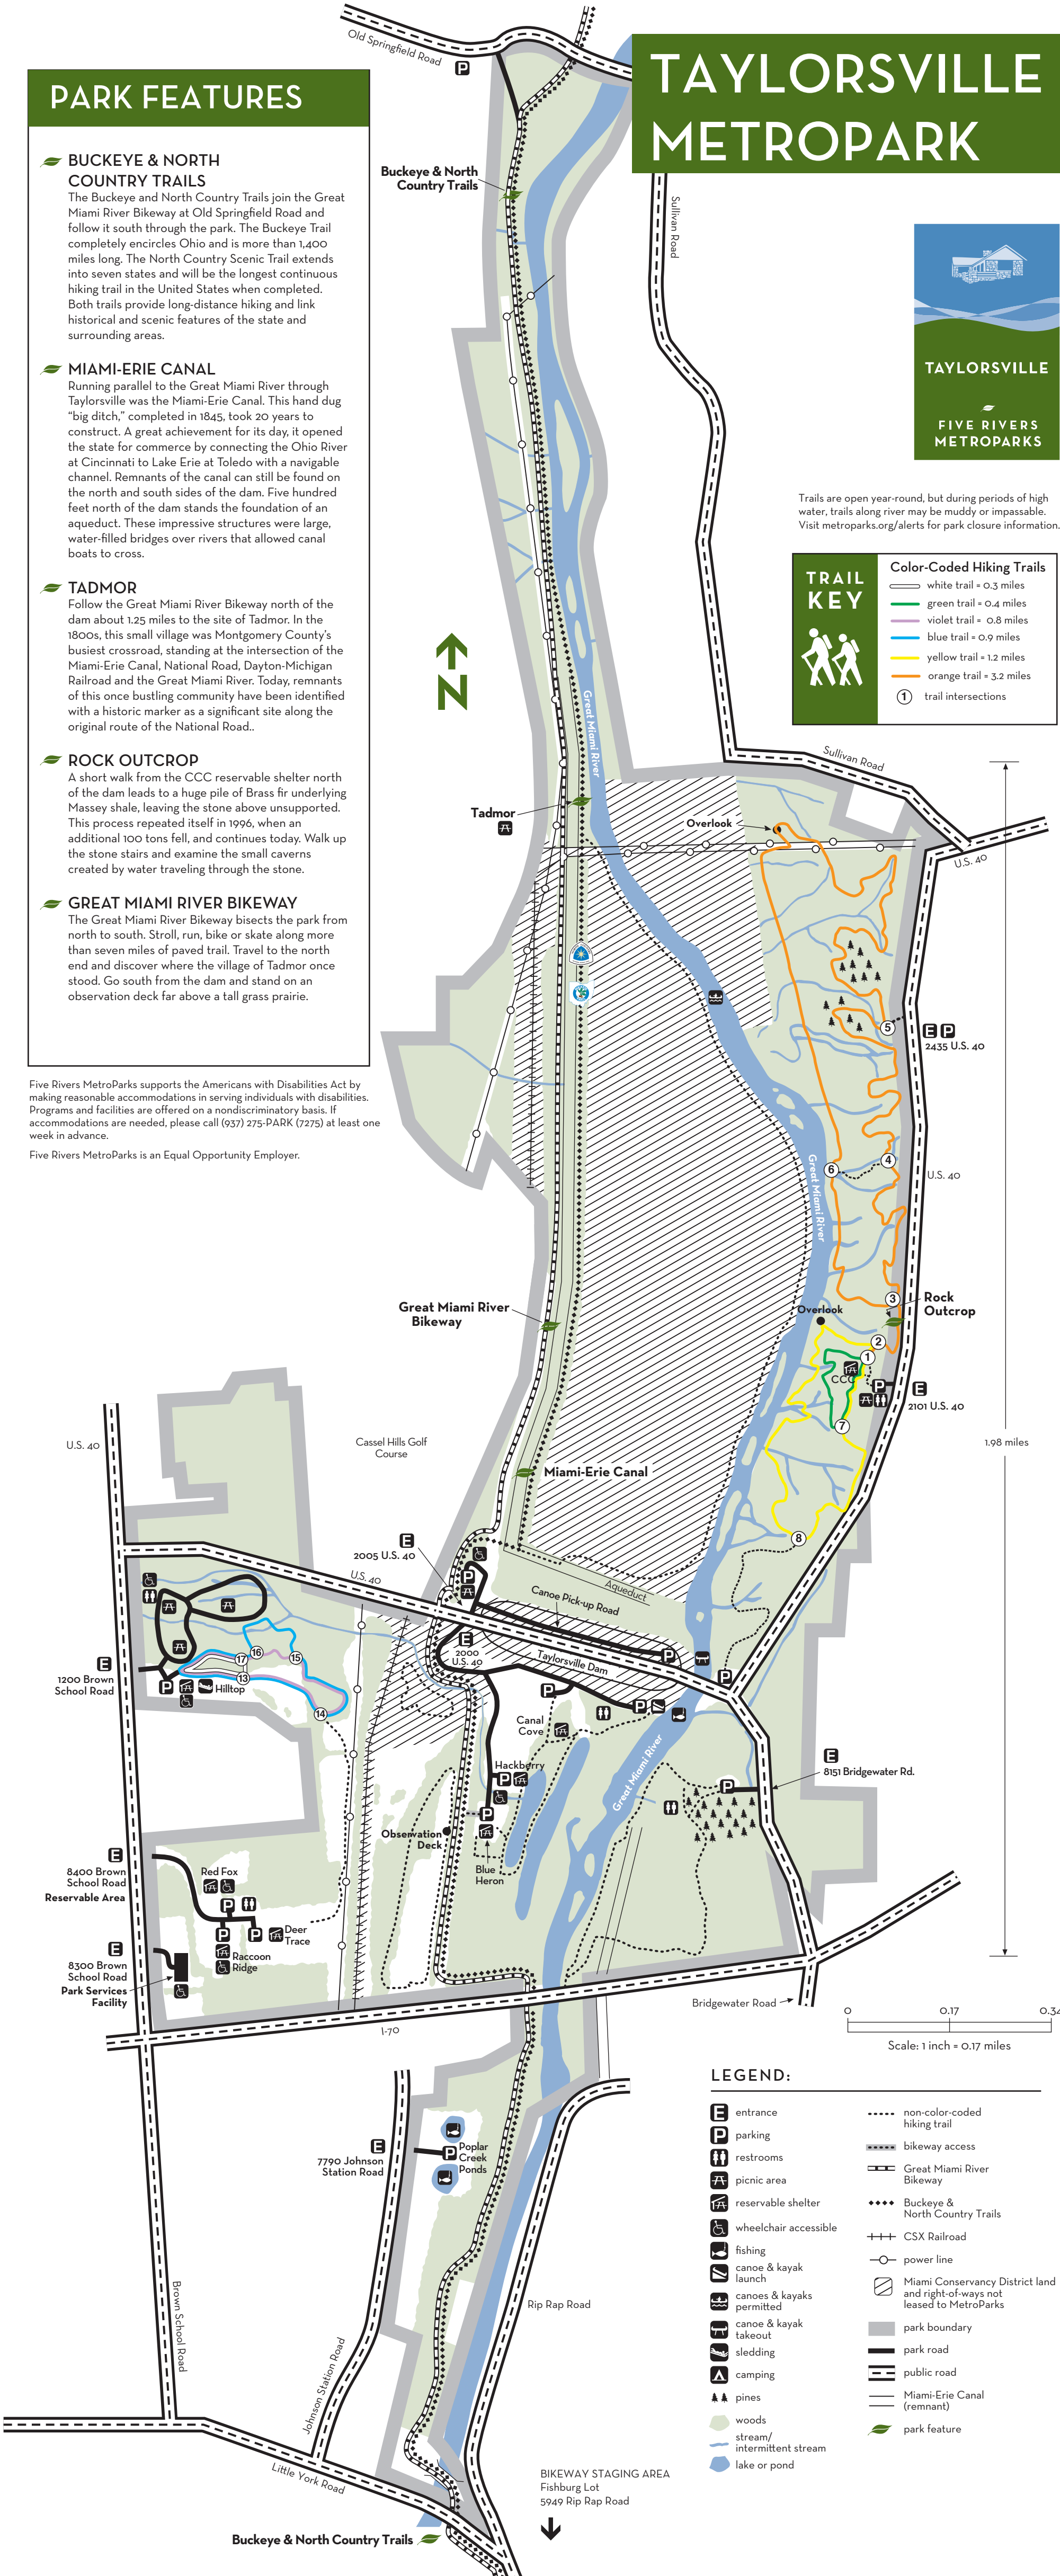 TAYLORSVILLE
METROPARK
Old Springfield Road
P
PARK FEATURES
BUCKEYE & NORTH
COUNTRY TRAILS
The Buckeye and North Country Trails join the Great
Miami River Bikeway at Old Springfield Road and
follow it south through the park. The Buckeye Trail
completely encircles Ohio and is more than 1,400
miles long. The North Country Scenic Trail extends
into seven states and will be the longest continuous
hiking trail in the United States when completed.
Both trails provide long-distance hiking and link
historical and scenic features of the state and
surrounding areas.
MIAMI-ERIE CANAL
Running parallel to the Great Miami River through
Taylorsville was the Miami-Erie Canal. This hand dug
“big ditch,” completed in 1845, took 20 years to
construct. A great achievement for its day, it opened
the state for commerce by connecting the Ohio River
at Cincinnati to Lake Erie at Toledo with a navigable
channel. Remnants of the canal can still be found on
the north and south sides of the dam. Five hundred
feet north of the dam stands the foundation of an
aqueduct. These impressive structures were large,
water-filled bridges over rivers that allowed canal
boats to cross.
TADMOR
Follow the Great Miami River Bikeway north of the
dam about 1.25 miles to the site of Tadmor. In the
1800s, this small village was Montgomery County’s
busiest crossroad, standing at the intersection of the
Miami-Erie Canal, National Road, Dayton-Michigan
Railroad and the Great Miami River. Today, remnants
of this once bustling community have been identified
with a historic marker as a significant site along the
original route of the National Road..
ROCK OUTCROP
A short walk from the CCC reservable shelter north
of the dam leads to a huge pile of Brass fir underlying
Massey shale, leaving the stone above unsupported.
This process repeated itself in 1996, when an
additional 100 tons fell, and continues today. Walk up
the stone stairs and examine the small caverns
created by water traveling through the stone.
GREAT MIAMI RIVER BIKEWAY
The Great Miami River Bikeway bisects the park from
north to south. Stroll, run, bike or skate along more
than seven miles of paved trail. Travel to the north
end and discover where the village of Tadmor once
stood. Go south from the dam and stand on an
observation deck far above a tall grass prairie.
Five Rivers MetroParks supports the Americans with Disabilities Act by
making reasonable accommodations in serving individuals with disabilities.
Programs and facilities are offered on a nondiscriminatory basis. If
accommodations are needed, please call (937) 275-PARK (7275) at least one
week in advance.
Five Rivers MetroParks is an Equal Opportunity Employer.
Buckeye & North
Country Trails
Sullivan Road
TAYLORSVILLE
FIVE RIVERS
METROPARKS
Trails are open year-round, but during periods of high
water, trails along river may be muddy or impassable.
Visit metroparks.org/alerts for park closure information.
TRAIL
KEY
Color-Coded Hiking Trails
white trail = 0.3 miles
green trail = 0.4 miles
violet trail = 0.8 miles
blue trail = 0.9 miles
yellow trail = 1.2 miles
orange trail = 3.2 miles
1 trail intersections
N
Great Miami River
Sullivan Road
Tadmor
Overlook
U.S. 40
5
E P
2435 U.S. 40
4
6
U.S. 40
Great Miami River
3
Rock
Outcrop
Overlook
2
1
CCC
P
E
2101 U.S. 40
7
8
1.98 miles
Great Miami River
Bikeway
Cassel Hills Golf
Course
Miami-Erie Canal
U.S. 40
E
2005 U.S. 40
U.S. 40
P
Aqueduct
Canoe Pick-up Road
E
2000
U.S. 40
Taylorsville Dam
P
P
E
1200 Brown
School Road
P
Hilltop
17
16
15
13
14
P
P
Canal
Cove
Hackberry
P
P
Blue
Heron
Observation
Deck
Great Miami River
P
E
8151 Bridgewater Rd.
E
8400 Brown
School Road
Reservable Area
Red Fox
P
P
P
Deer
Trace
Raccoon
Ridge
E
8300 Brown
School Road
Park Services
Facility
I-70
Bridgewater Road
0
0.17
Scale: 1 inch = 0.17 miles
E
7790 Johnson
Station Road
P
Poplar
Creek
Ponds
Rip Rap Road
Brown School Road
Johnson Station Road
Little York Road
Buckeye & North Country Trails
BIKEWAY STAGING AREA
Fishburg Lot
5949 Rip Rap Road
LEGEND:
E entrance
P parking
restrooms
picnic area
reservable shelter
wheelchair accessible
fishing
canoe & kayak
launch
canoes & kayaks
permitted
canoe & kayak
takeout
sledding
camping
pines
woods
stream/
intermittent stream
lake or pond
non-color-coded
hiking trail
bikeway access
Great Miami River
Bikeway
Buckeye &
North Country Trails
CSX Railroad
power line
Miami Conservancy District land
and right-of-ways not
leased to MetroParks
park boundary
park road
public road
Miami-Erie Canal
(remnant)
park feature